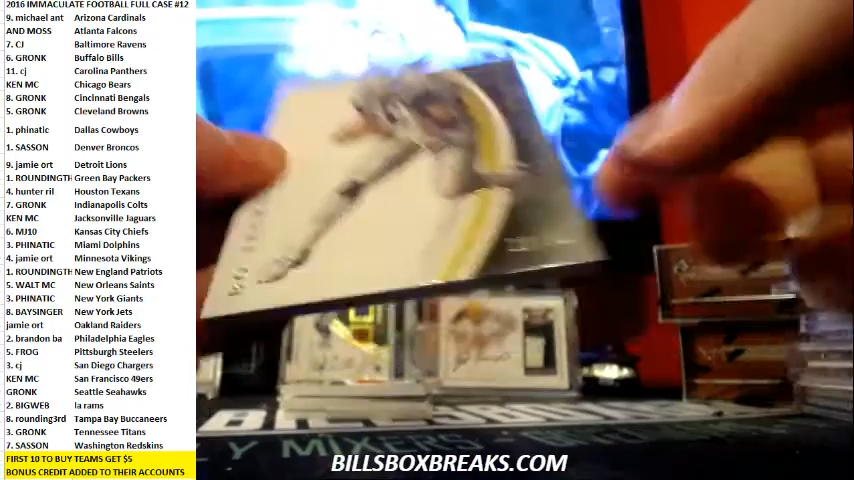 2016 IMMACULATE FOOTBALL FULL CASE #12
9. michael ant Arizona Cardinals
AND MOSS Atlanta Falcons
7. CJ Baltimore Ravens
6. GRONK Buffalo Bills
11. cj Carolina Panthers
KEN MC Chicago Bears
8. GRONK Cincinnati Bengals
5. GRONK Cleveland Browns
1. phinatic Dallas Cowboys
1. SASSON Denver Broncos
9. jamie ort Detroit Lions
1. ROUNDINGTH Green Bay Packers
4. hunter ril Houston Texans
7. GRONK Indianapolis Colts
KEN MC Jacksonville Jaguars
6. MJ10 Kansas City Chiefs
3. PHINATIC Miami Dolphins
4. jamie ort Minnesota Vikings
1. ROUNDINGTH New England Patriots
5. WALT MC New Orleans Saints
3. PHINATIC New York Giants
8. BAYSINGER New York Jets
jamie ort Oakland Raiders
2. brandon ba Philadelphia Eagles
5. FROG Pittsburgh Steelers
3. cj San Diego Chargers
KEN MC San Francisco 49ers
GRONK Seattle Seahawks
2. BIGWEB la rams
8. rounding3rd Tampa Bay Buccaneers
3. GRONK Tennessee Titans
7. SASSON Washington Redskins
FIRST 10 TO BUY TEAMS GET $5
BONUS CREDIT ADDED TO THEIR ACCOUNTS
MIXERS
BILLSBOXBREAKS.COM